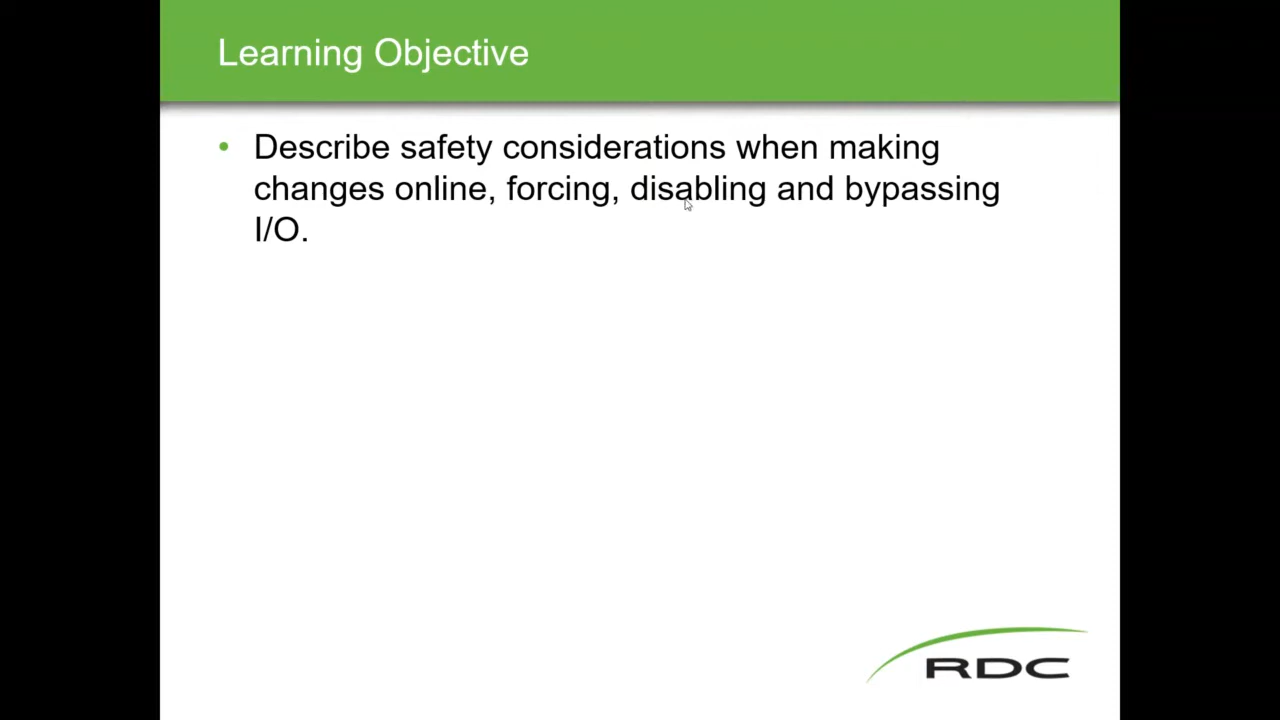 Learning Objective
• Describe safety considerations when making
changes online, forcing, disabling and bypassing
I/O.
RDC